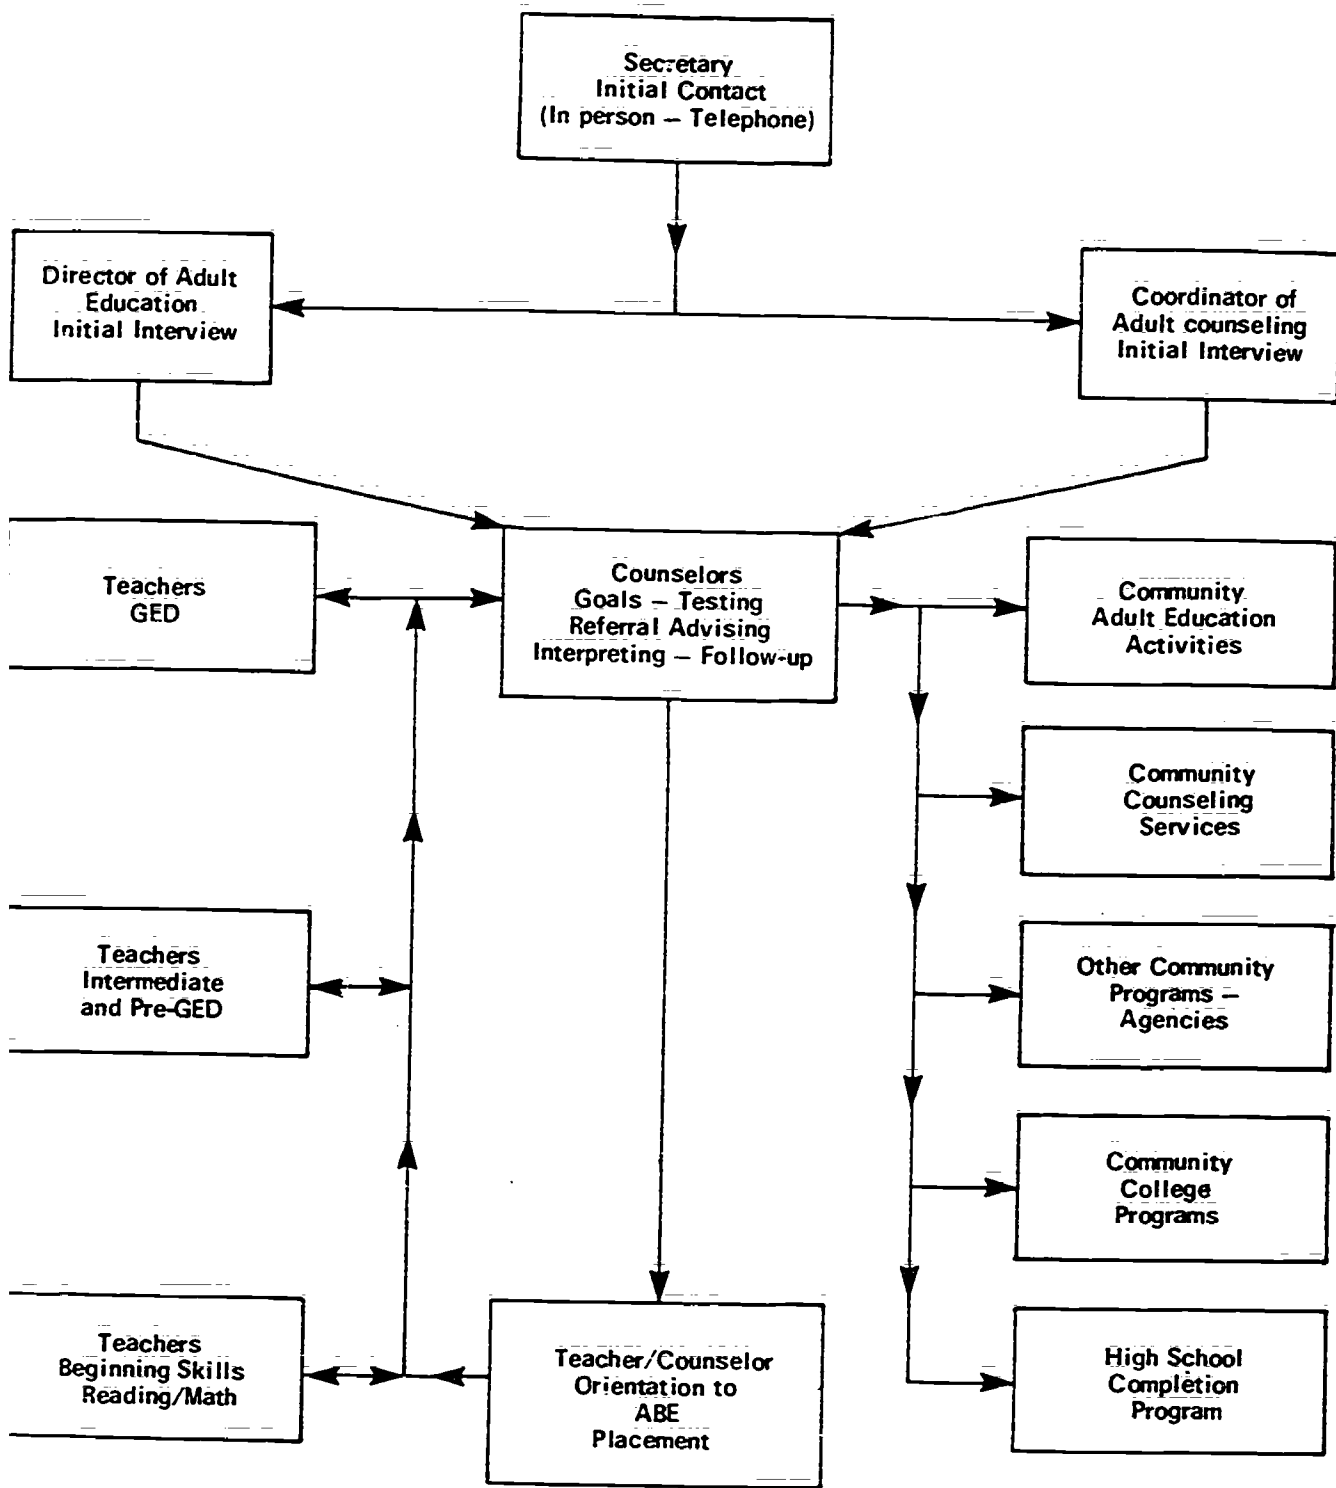 Secretary
Initial Contact
(In person – Telephone)
Director of Adult
Education
Initial Interview
Coordinator of
Adult counseling
Initial Interview
Teachers
GED
Counselors
Goals – Testing
Referral Advising
Interpreting – Follow-up
Community
Adult Education
Activities
Community
Counseling
Services
Teachers
Intermediate
and Pre-GED
Other Community
Programs –
Agencies
Community
College
Programs
Teachers
Beginning Skills
Reading/Math
Teacher/Counselor
Orientation to
ABE
Placement
High School
Completion
Program